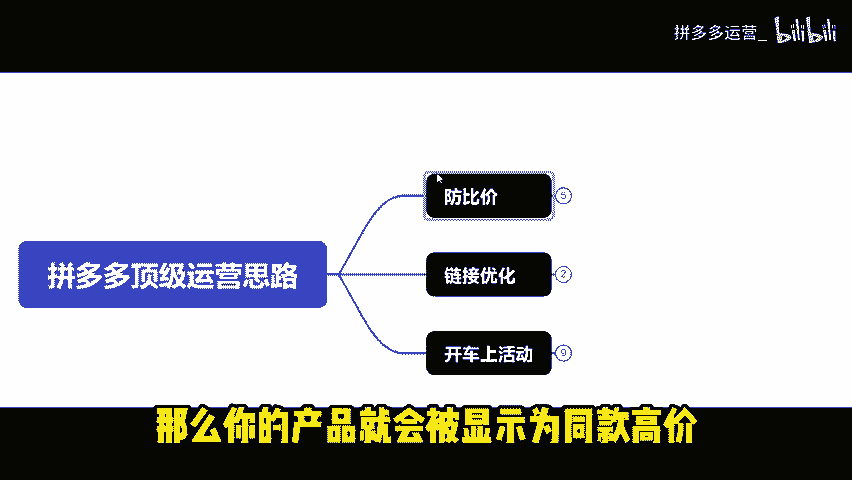 拼多多运营_ bilibili
防比价 5
拼多多顶级运营思路
链接优化 2
开车上活动 9
那么你的产品就会被显示为同款高价